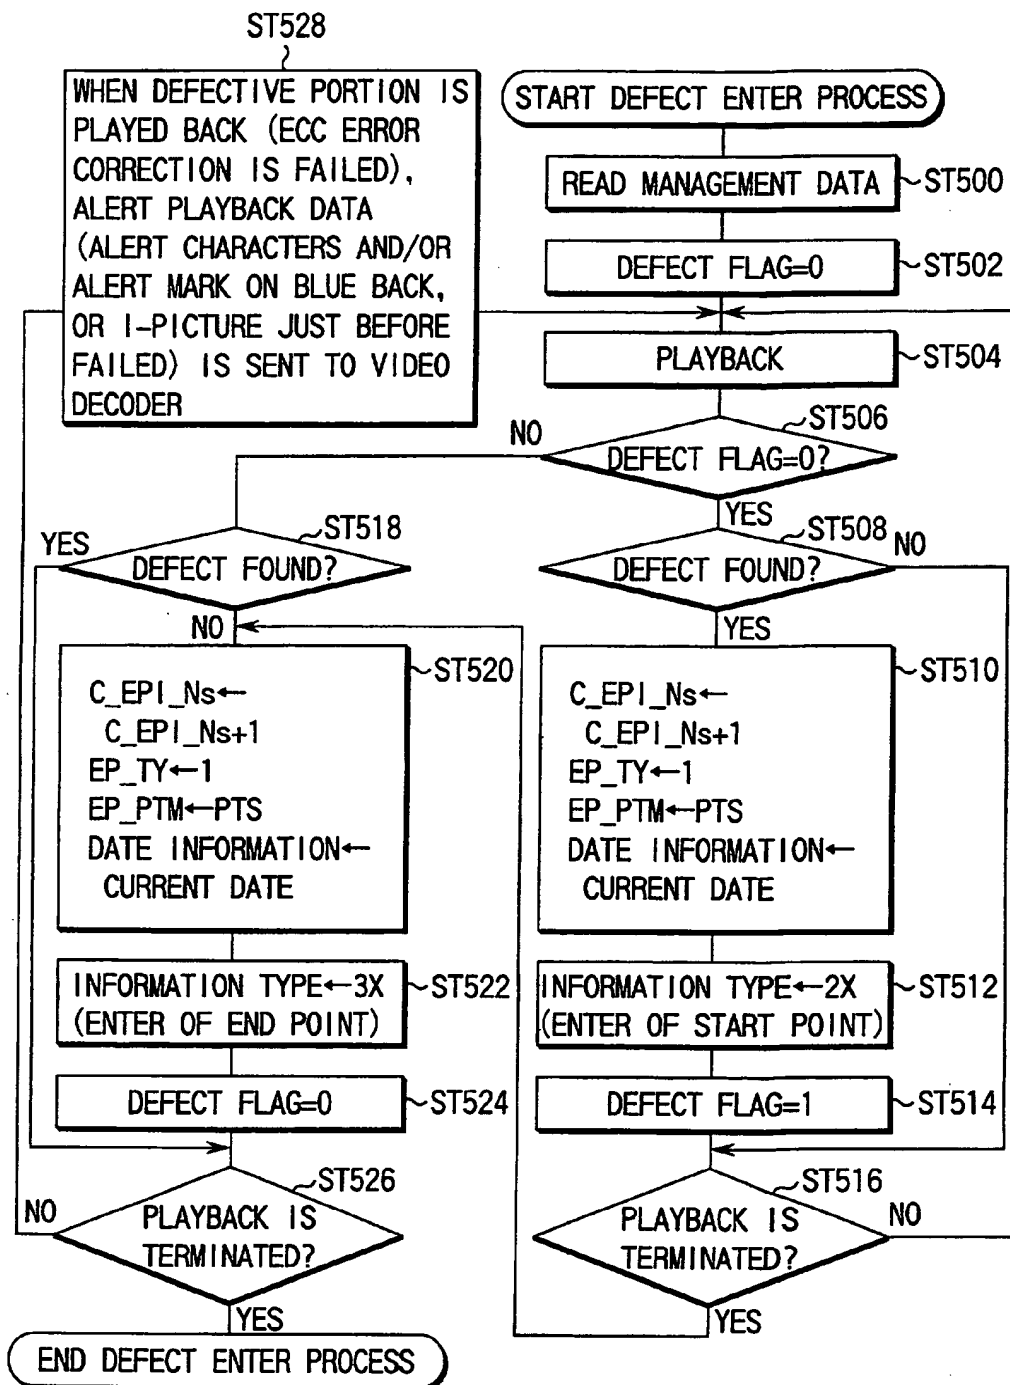 ST528
WHEN DEFECTIVE PORTION IS
PLAYED BACK (ECC ERROR
CORRECTION IS FAILED),
ALERT PLAYBACK DATA
(ALERT CHARACTERS AND/OR
ALERT MARK ON BLUE BACK,
OR I-PICTURE JUST BEFORE
FAILED) IS SENT TO VIDEO
DECODER
START DEFECT ENTER PROCESS
READ MANAGEMENT DATA
ST500
DEFECT FLAG=0
ST502
PLAYBACK
ST504
ST506
DEFECT FLAG=0?
NO
YES
ST518
YES
DEFECT FOUND?
NO
ST508
DEFECT FOUND?
NO
YES
ST520
C_EPI_Ns←
C_EPI_Ns+1
EP_TY←1
EP_PTM←PTS
DATE INFORMATION←
CURRENT DATE
ST510
C_EPI_Ns←
C_EPI_Ns+1
EP_TY←1
EP_PTM←PTS
DATE INFORMATION←
CURRENT DATE
INFORMATION TYPE←3X
(ENTER OF END POINT)
ST522
INFORMATION TYPE←2X
(ENTER OF START POINT)
ST512
DEFECT FLAG=0
ST524
DEFECT FLAG=1
ST514
ST526
NO
PLAYBACK IS
TERMINATED?
YES
ST516
PLAYBACK IS
TERMINATED?
NO
YES
END DEFECT ENTER PROCESS